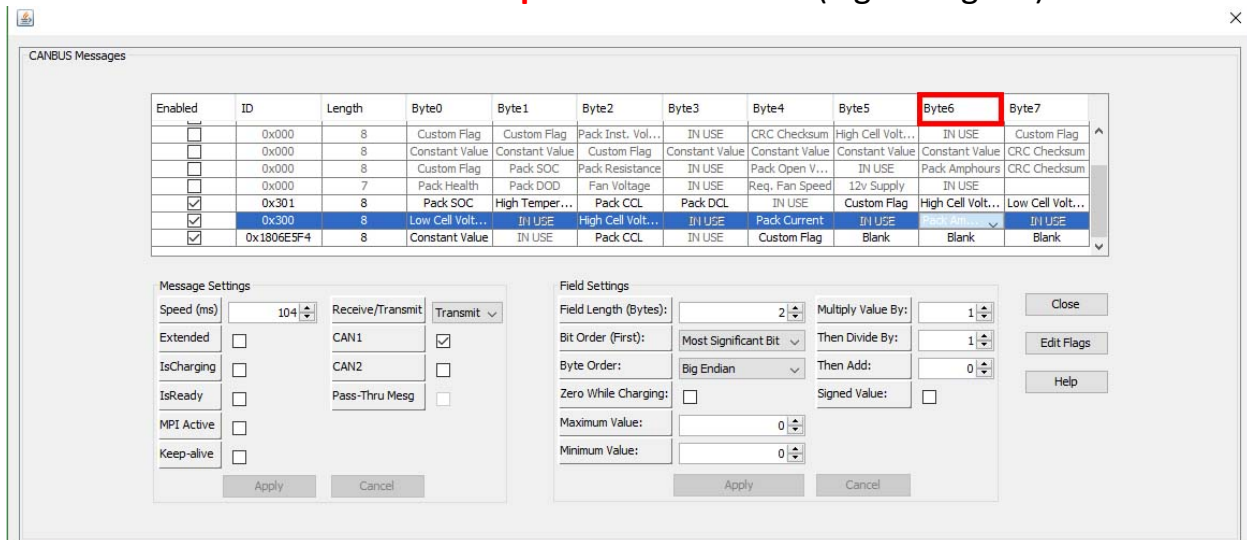 CANBUS Messages
Enabled ID Length Byte0 Byte1 Byte2 Byte3 Byte4 Byte5 Byte6 Byte7
0x000 8 Custom Flag Custom Flag Pack Inst. Vol... IN USE CRC Checksum High Cell Volt... IN USE Custom Flag
0x000 8 Constant Value Constant Value Custom Flag Constant Value Constant Value Constant Value Constant Value CRC Checksum
0x000 8 Custom Flag Pack SOC Pack Resistance IN USE Pack Open V... IN USE Pack Amphours CRC Checksum
0x000 7 Pack Health Pack DOD Fan Voltage IN USE Req. Fan Speed 12v Supply IN USE
0x301 8 Pack SOC High Temper... Pack CCL Pack DCL IN USE Custom Flag High Cell Volt... Low Cell Volt...
0x300 8 Low Cell Volt... IN USE High Cell Volt... IN USE Pack Current IN USE Pack Am... IN USE
0x1806E5F4 8 Constant Value IN USE Pack CCL IN USE Custom Flag Blank Blank Blank
Message Settings Field Settings
Speed (ms) 104 Receive/Transmit Transmit Field Length (Bytes): 2 Multiply Value By: 1 Close
Extended CAN1 Bit Order (First): Most Significant Bit Then Divide By: 1 Edit Flags
IsCharging CAN2 Byte Order: Big Endian Then Add: 0 Help
IsReady Pass-Thru Mesg Zero While Charging: Signed Value:
MPI Active Maximum Value: 0
Keep-alive Minimum Value: 0
Apply Cancel Apply Cancel